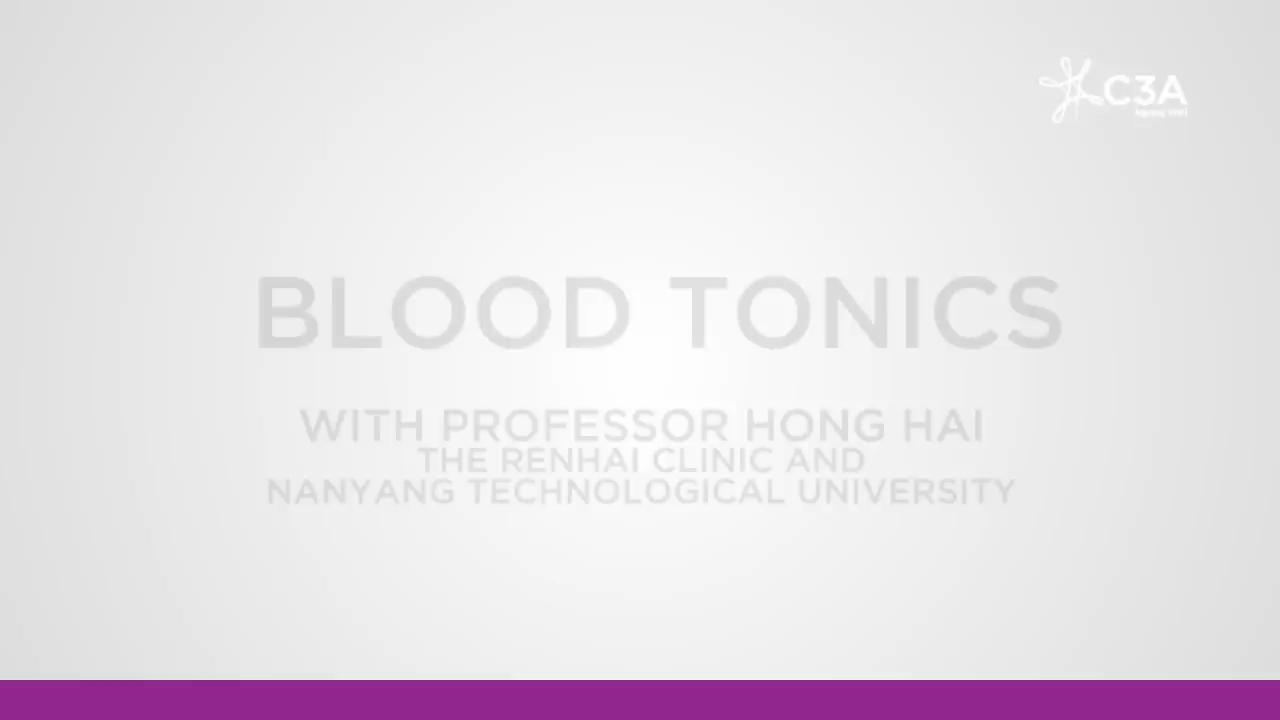 C3A
BLOOD TONICS
WITH PROFESSOR HONG HAI
THE RENHAI CLINIC AND
NANYANG TECHNOLOGICAL UNIVERSITY